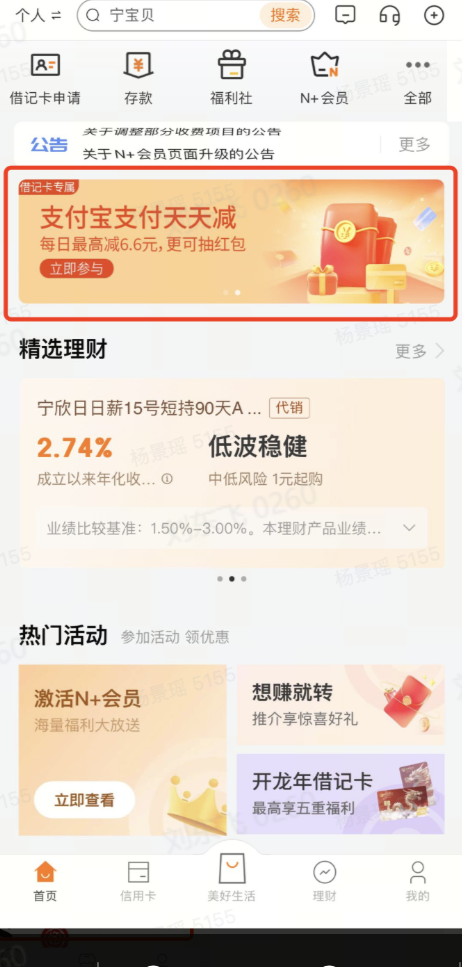 个人
宁宝贝
搜索
借记卡申请
存款
福利社
N+会员
全部
公告
关于调整部分收费项目的公告
关于N+会员页面升级的公告
更多
借记卡专属
支付宝支付天天减
每日最高减6.6元,更可抽红包
立即参与
精选理财
更多
宁欣日日薪15号短持90天A ...
代销
2.74%
低波稳健
成立以来年化收...
中低风险 1元起购
业绩比较基准：1.50%-3.00%。本理财产品业绩...
热门活动
参加活动 领优惠
激活N+会员
海量福利大放送
立即查看
想赚就转
推介享惊喜好礼
开龙年借记卡
最高享五重福利
首页
信用卡
美好生活
理财
我的
杨景瑶 5155